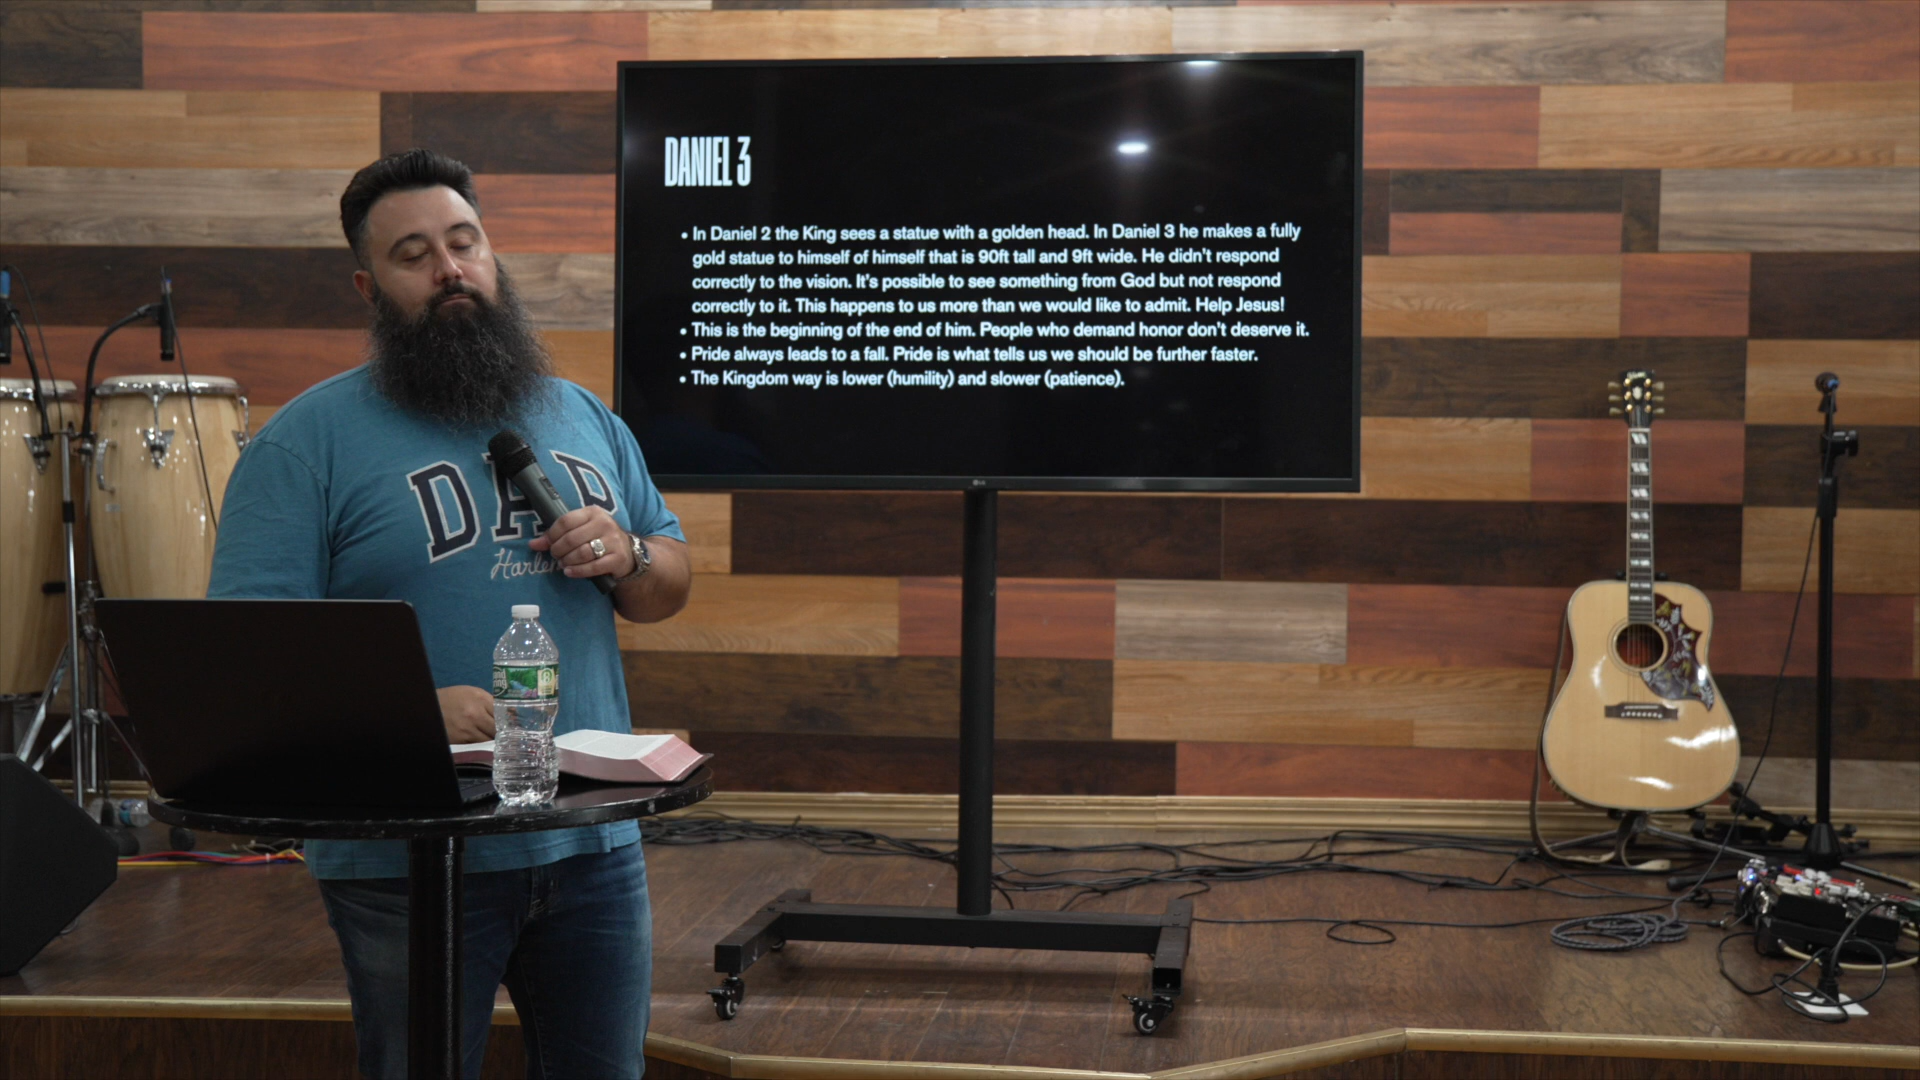 DANIEL 3
• In Daniel 2 the King sees a statue with a golden head. In Daniel 3 he makes a fully
gold statue to himself of himself that is 90ft tall and 9ft wide. He didn't respond
correctly to the vision. It's possible to see something from God but not respond
correctly to it. This happens to us more than we would like to admit. Help Jesus!
• This is the beginning of the end of him. People who demand honor don't deserve it.
• Pride always leads to a fall. Pride is what tells us we should be further faster.
• The Kingdom way is lower (humility) and slower (patience).
LG